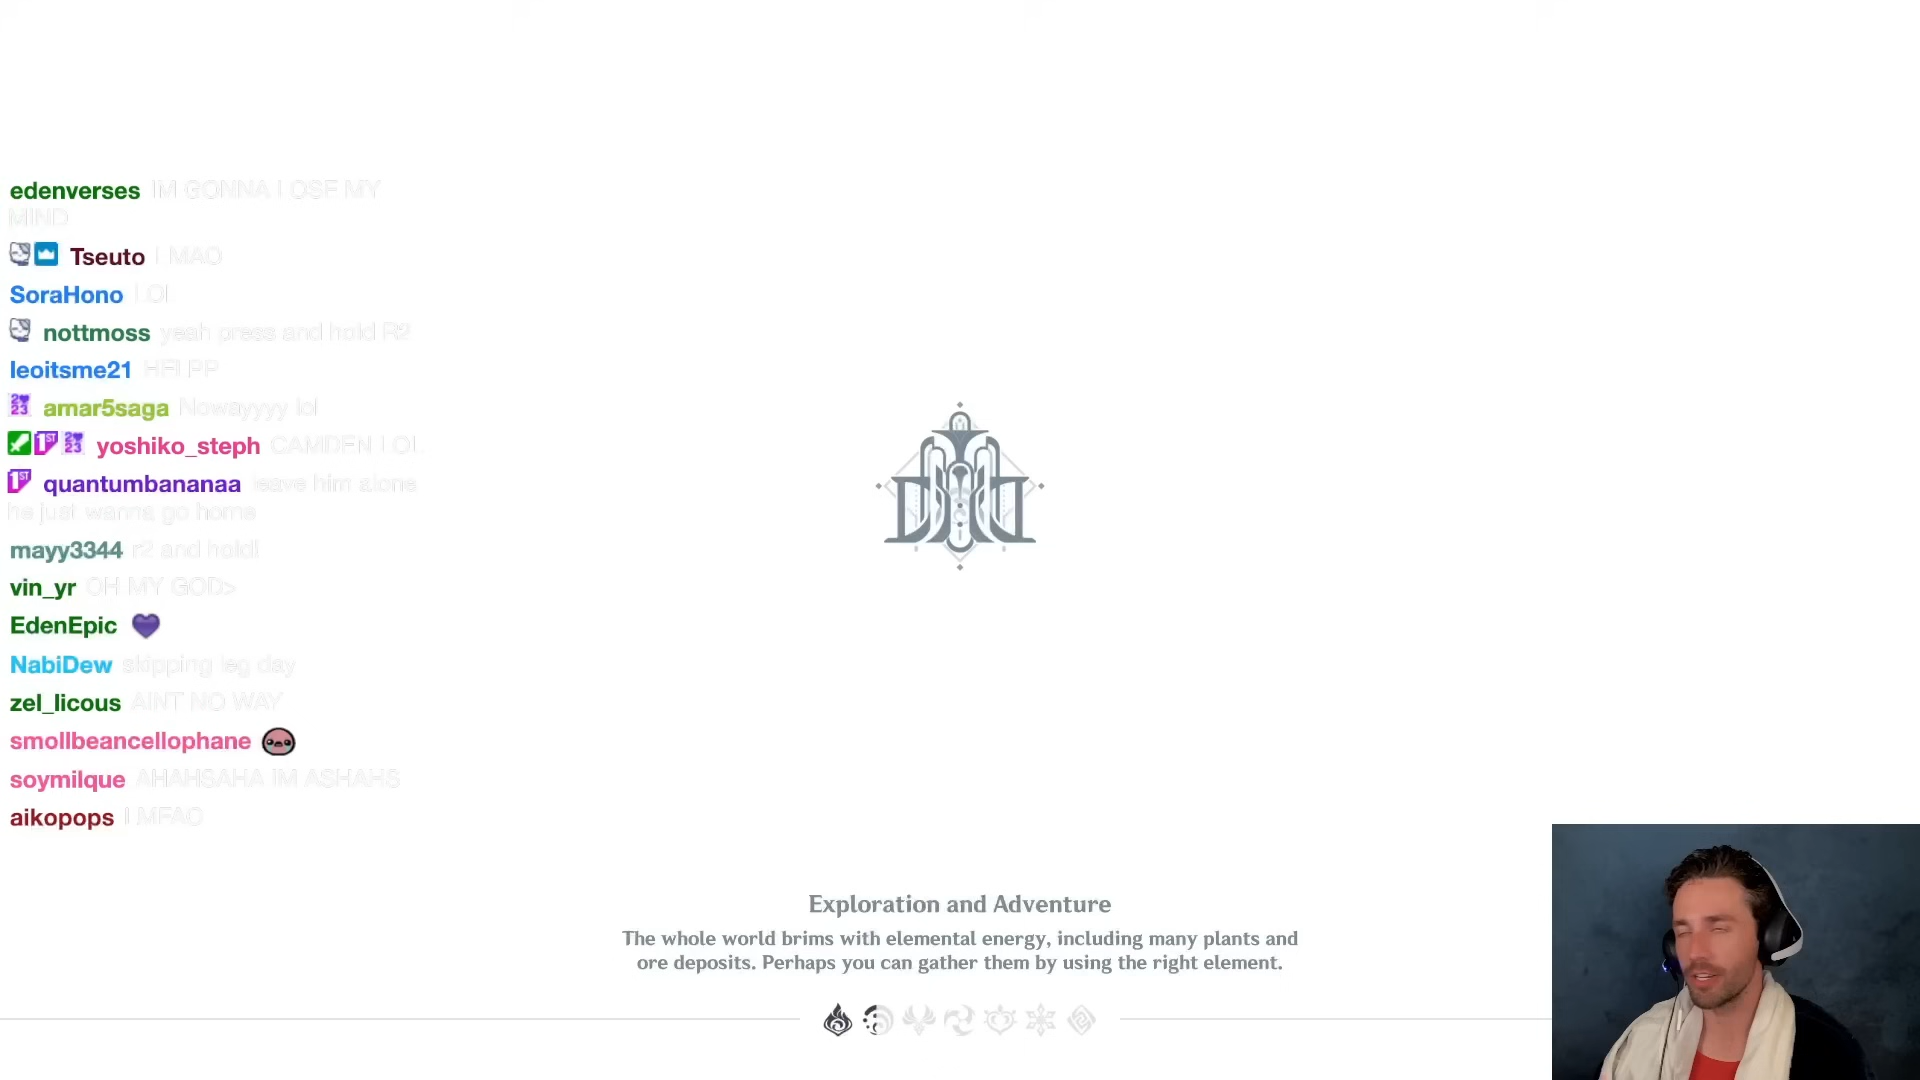 edenverses IM GONNA LOSE MY
MIND
Tseuto LMAO
SoraHono LOL
nottmoss yeah press and hold R2
leoitsme21 HELPP
amar5saga Nowayyyy lol
yoshiko_steph CAMDEN LOL
quantumbananaa leave him alone
he just wanna go home
mayy3344 r2 and hold!
vin_yr OH MY GOD>
EdenEpic
NabiDew skipping leg day
zel_licous AINT NO WAY
smollbeancellophane
soymilque AHAHSAHA IM ASHAHS
aikopops LMFAO
Exploration and Adventure
The whole world brims with elemental energy, including many plants and
ore deposits. Perhaps you can gather them by using the right element.